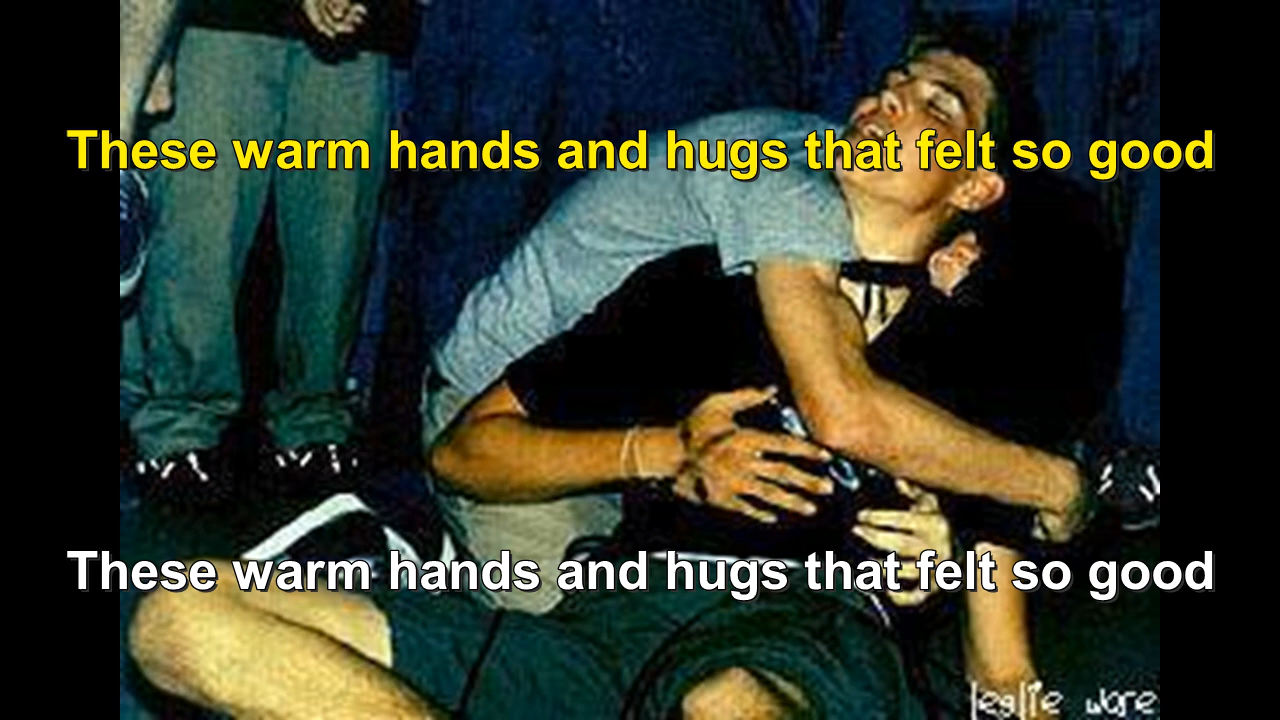 These warm hands and hugs that felt so good
These warm hands and hugs that felt so good
leslie ware